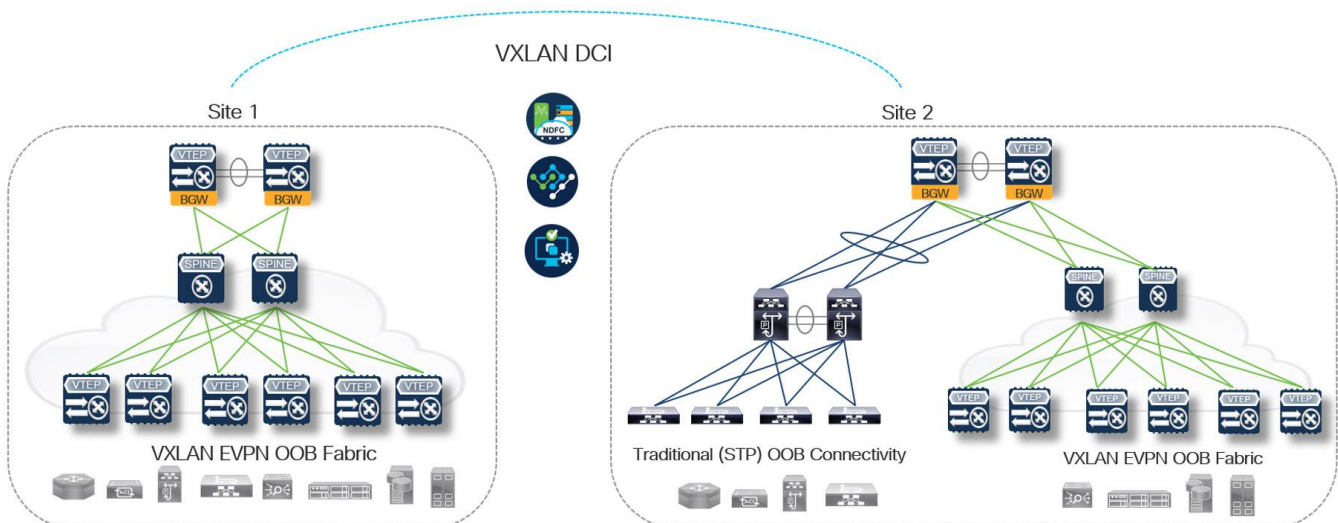 VXLAN DCI
Site 1
Site 2
NDFC
VTEP
VTEP
BGW
BGW
VTEP
VTEP
BGW
BGW
SPINE
SPINE
SPINE
SPINE
P
P
VTEP
VTEP
VTEP
VTEP
VTEP
VTEP
VTEP
VTEP
VTEP
VTEP
VTEP
VTEP
VXLAN EVPN OOB Fabric
Traditional (STP) OOB Connectivity
VXLAN EVPN OOB Fabric